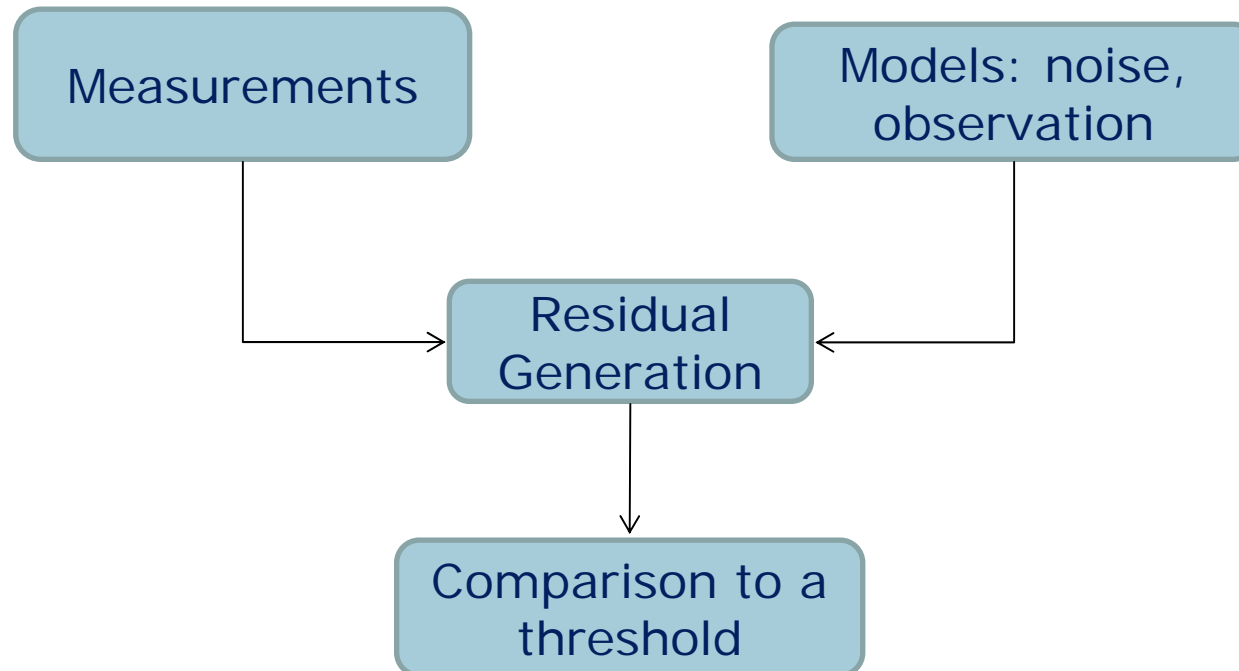 Measurements
Models: noise,
observation
Residual
Generation
Comparison to a
threshold